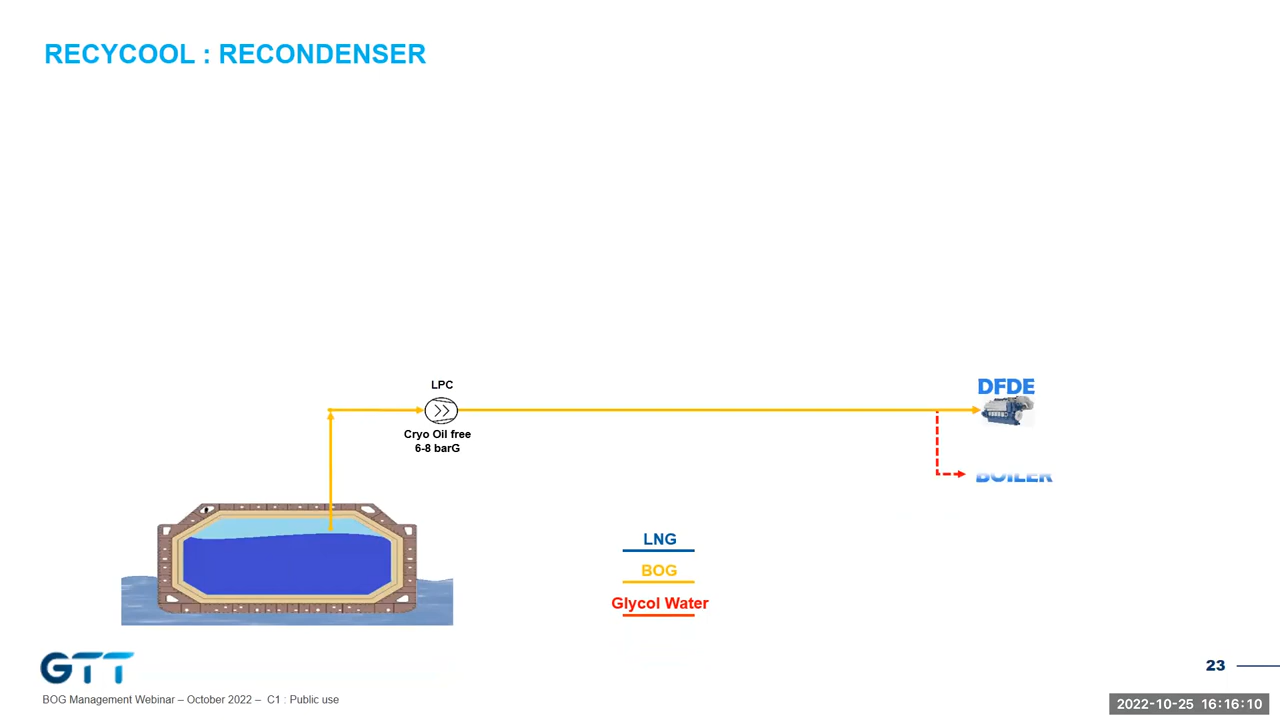 RECYCOOL : RECONDENSER
LPC
Cryo Oil free
6-8 barG
DFDE
BOILER
LNG
BOG
Glycol Water
GTT
23
BOG Management Webinar – October 2022 – C1 : Public use
2022-10-25 16:16:10